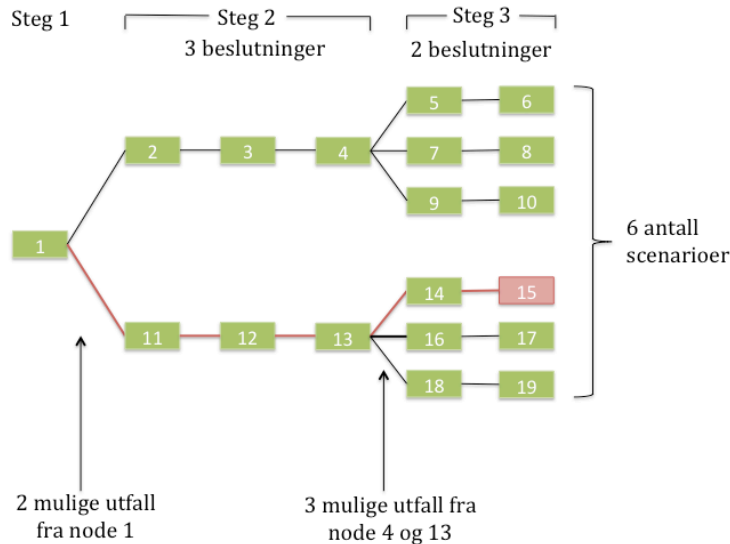 Steg 1
Steg 2
3 beslutninger
Steg 3
2 beslutninger
5
6
2
3
4
7
8
9
10
1
6 antall
scenarioer
14
15
11
12
13
16
17
18
19
2 mulige utfall
fra node 1
3 mulige utfall fra
node 4 og 13